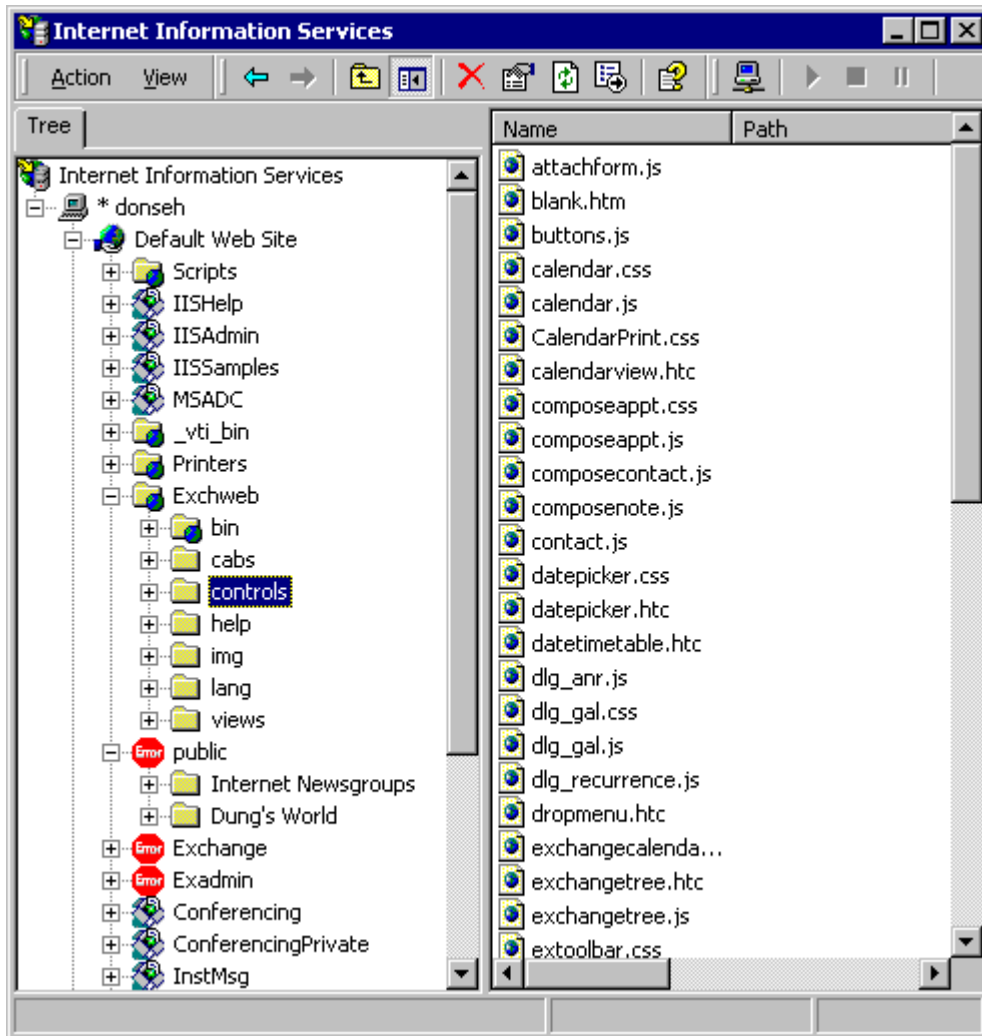 Internet Information Services
Action View
Tree
Internet Information Services
* donseh
Default Web Site
Scripts
IISHelp
IISAdmin
IISSamples
MSADC
_vti_bin
Printers
Exchweb
bin
cabs
controls
help
img
lang
views
Error public
Internet Newsgroups
Dung's World
Error Exchange
Error Exadmin
Conferencing
ConferencingPrivate
InstMsg
Name Path
attachform.js
blank.htm
buttons.js
calendar.css
calendar.js
CalendarPrint.css
calendarview.htc
composeappt.css
composeappt.js
composecontact.js
composenote.js
contact.js
datepicker.css
datepicker.htc
datetimetable.htc
dlg_anr.js
dlg_gal.css
dlg_gal.js
dlg_recurrence.js
dropmenu.htc
exchangecalenda...
exchangetree.htc
exchangetree.js
extoolbar.css